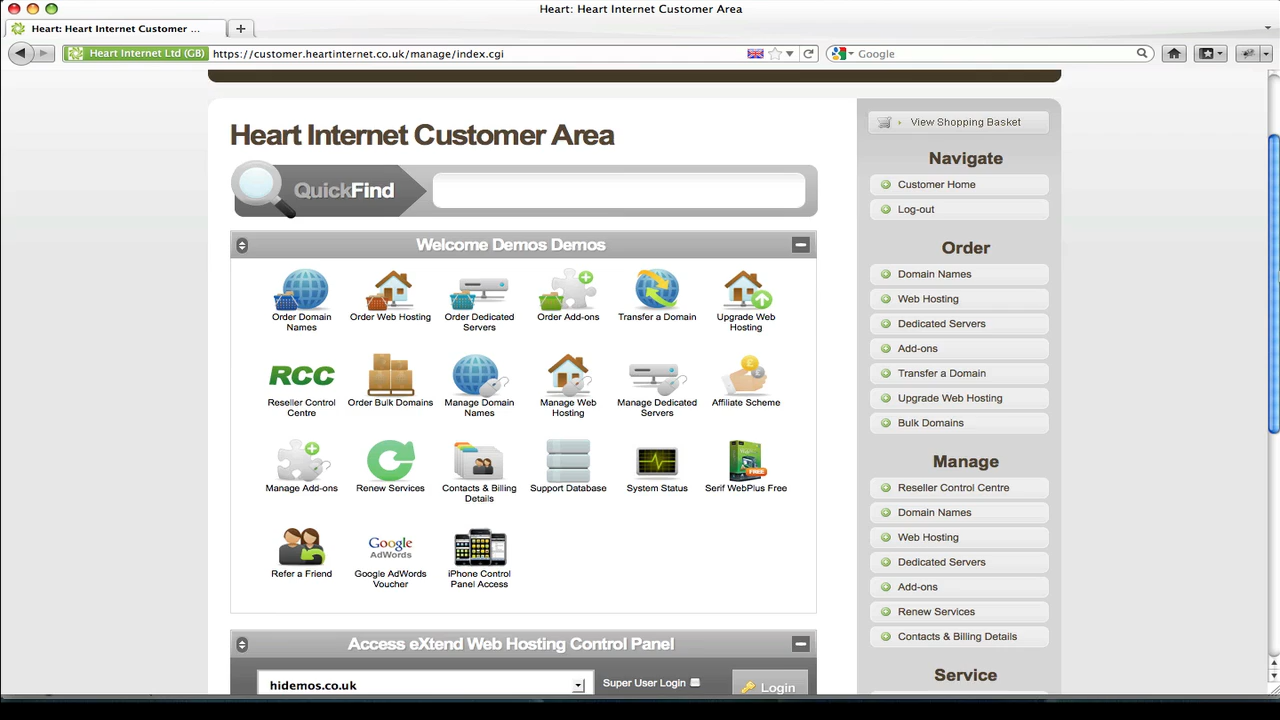 Heart: Heart Internet Customer Area
Heart: Heart Internet Customer ...
Heart Internet Ltd (GB)
https://customer.heartinternet.co.uk/manage/index.cgi
Google
Heart Internet Customer Area
QuickFind
Welcome Demos Demos
Order Domain
Names
Order Web Hosting
Order Dedicated
Servers
Order Add-ons
Transfer a Domain
Upgrade Web
Hosting
RCC
Reseller Control
Centre
Order Bulk Domains
Manage Domain
Names
Manage Web
Hosting
Manage Dedicated
Servers
Affiliate Scheme
Manage Add-ons
Renew Services
Contacts & Billing
Details
Support Database
System Status
FREE
Serif WebPlus Free
Refer a Friend
Google
AdWords
Google AdWords
Voucher
iPhone Control
Panel Access
Access eXtend Web Hosting Control Panel
hidemos.co.uk
Super User Login
Login
View Shopping Basket
Navigate
Customer Home
Log-out
Order
Domain Names
Web Hosting
Dedicated Servers
Add-ons
Transfer a Domain
Upgrade Web Hosting
Bulk Domains
Manage
Reseller Control Centre
Domain Names
Web Hosting
Dedicated Servers
Add-ons
Renew Services
Contacts & Billing Details
Service